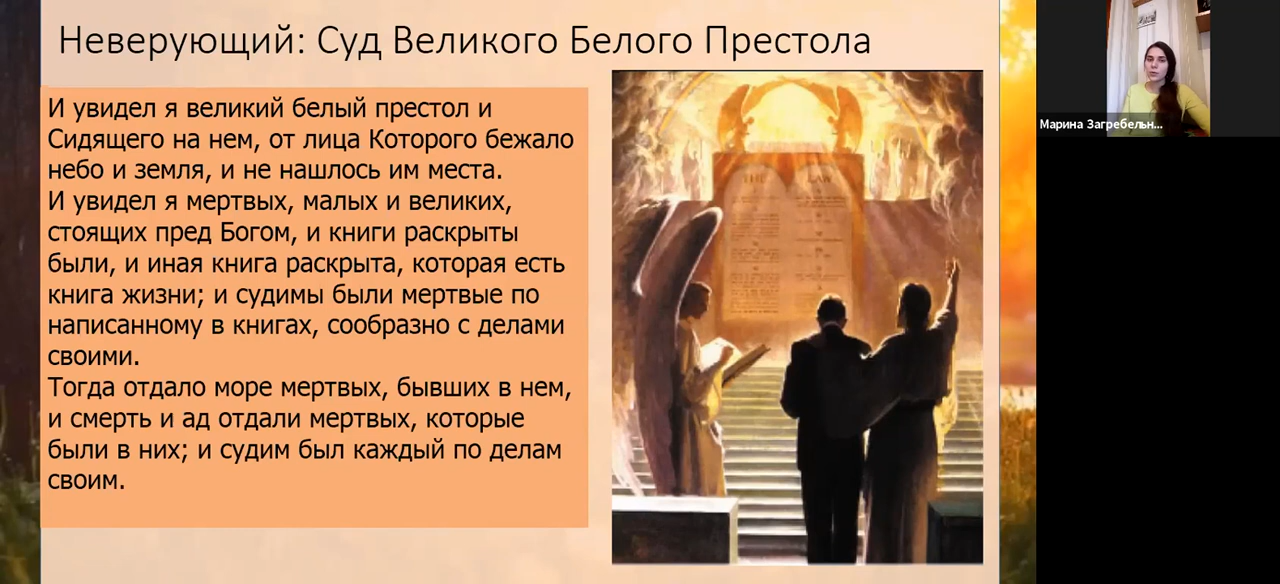 Неверующий: Суд Великого Белого Престола
И увидел я великий белый престол и
Сидящего на нем, от лица Которого бежало
небо и земля, и не нашлось им места.
И увидел я мертвых, малых и великих,
стоящих пред Богом, и книги раскрыты
были, и иная книга раскрыта, которая есть
книга жизни; и судимы были мертвые по
написанному в книгах, сообразно с делами
своими.
Тогда отдало море мертвых, бывших в нем,
и смерть и ад отдали мертвых, которые
были в них; и судим был каждый по делам
своим.
THE LAW
Марина Загребельн...